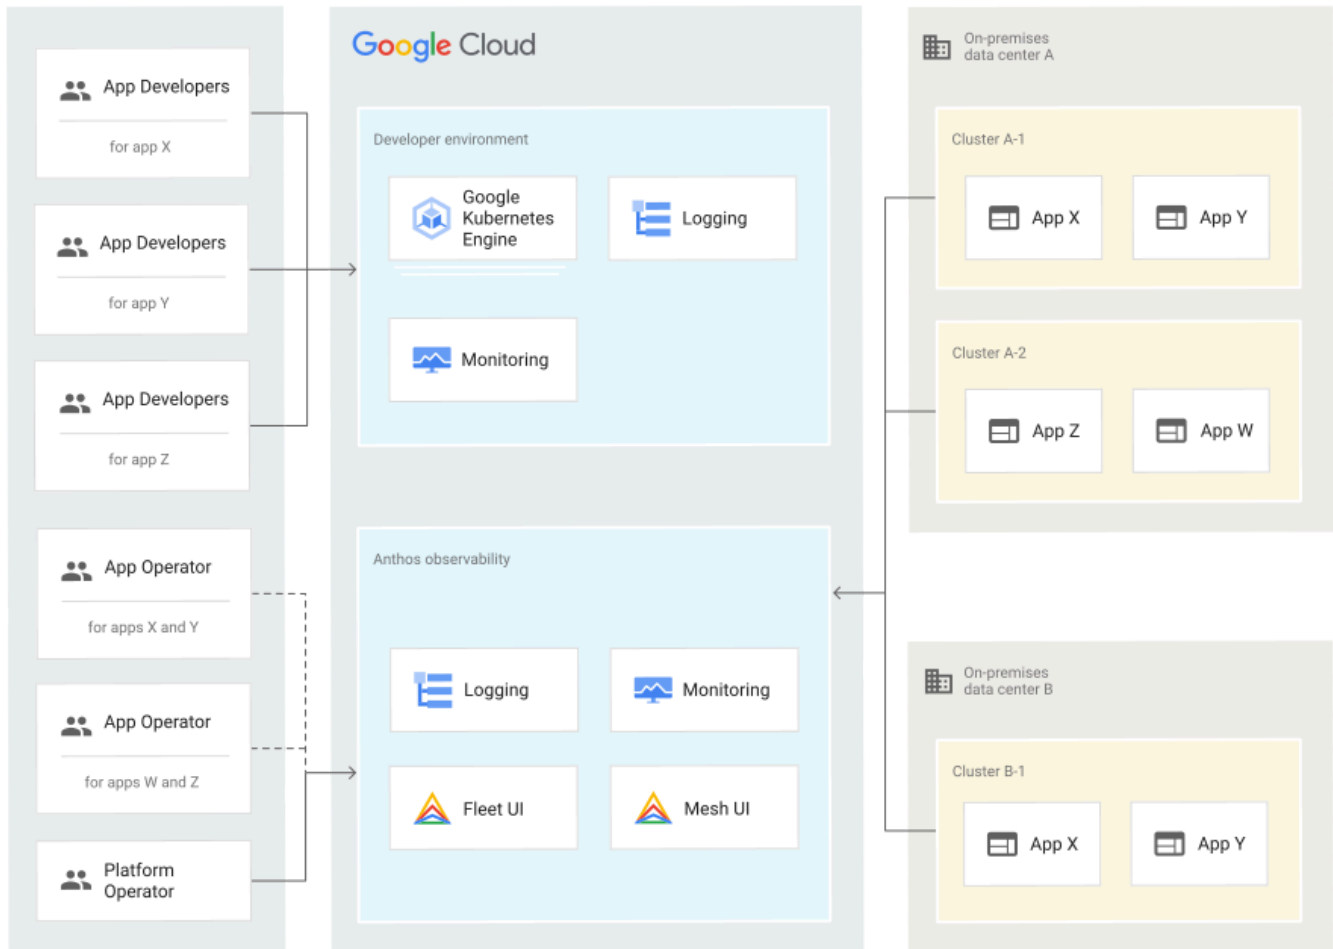 App Developers
for app X
App Developers
for app Y
App Developers
for app Z
App Operator
for apps X and Y
App Operator
for apps W and Z
Platform
Operator
Google Cloud
Developer environment
Google
Kubernetes
Engine
Logging
Monitoring
Anthos observability
Logging
Monitoring
Fleet UI
Mesh UI
On-premises
data center A
Cluster A-1
App X
App Y
Cluster A-2
App Z
App W
On-premises
data center B
Cluster B-1
App X
App Y